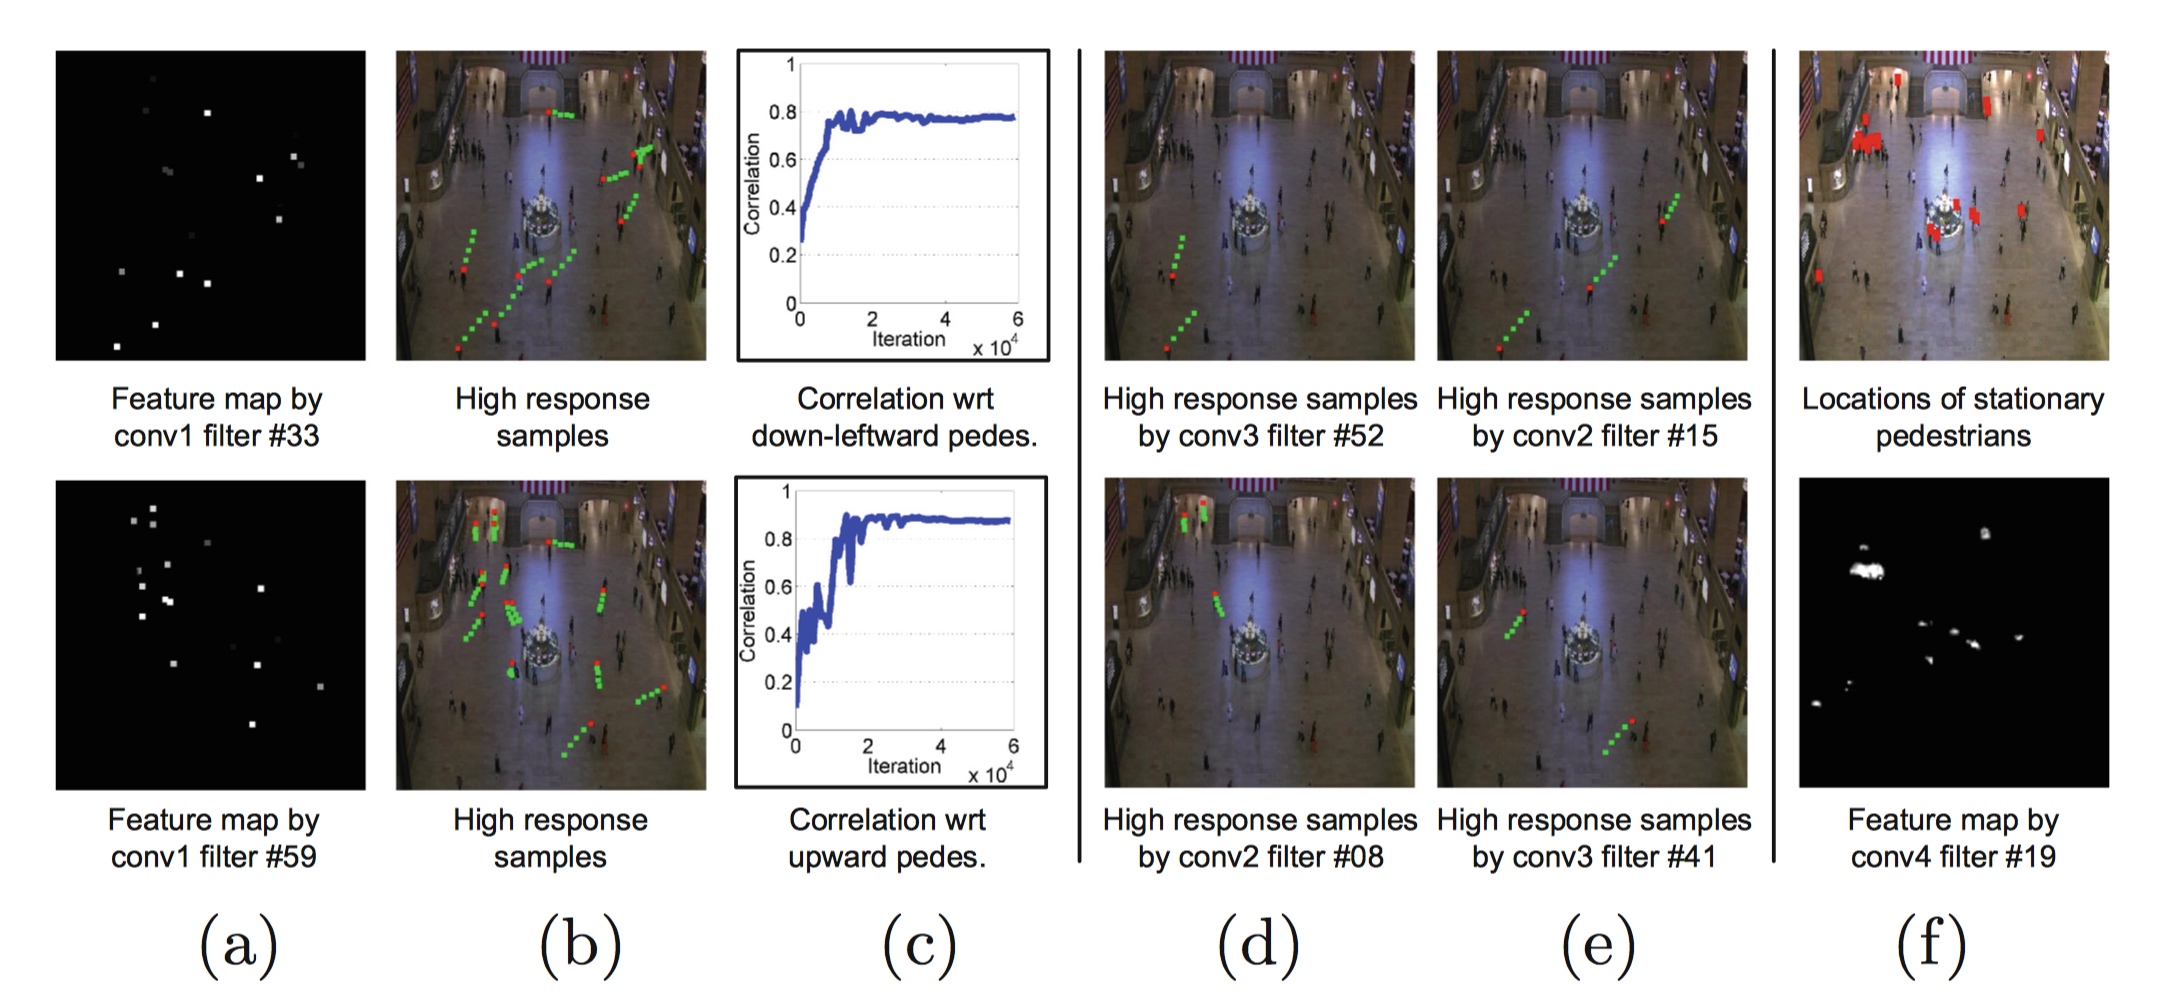 1
0.8
0.6
0.4
0.2
0
Correlation
0 2 4 6
Iteration x 10^4
Feature map by
conv1 filter #33
High response
samples
Correlation wrt
down-leftward pedes.
High response samples
by conv3 filter #52
High response samples
by conv2 filter #15
Locations of stationary
pedestrians
1
0.8
0.6
0.4
0.2
0
Correlation
0 2 4 6
Iteration x 10^4
Feature map by
conv1 filter #59
High response
samples
Correlation wrt
upward pedes.
High response samples
by conv2 filter #08
High response samples
by conv3 filter #41
Feature map by
conv4 filter #19
(a) (b) (c) (d) (e) (f)